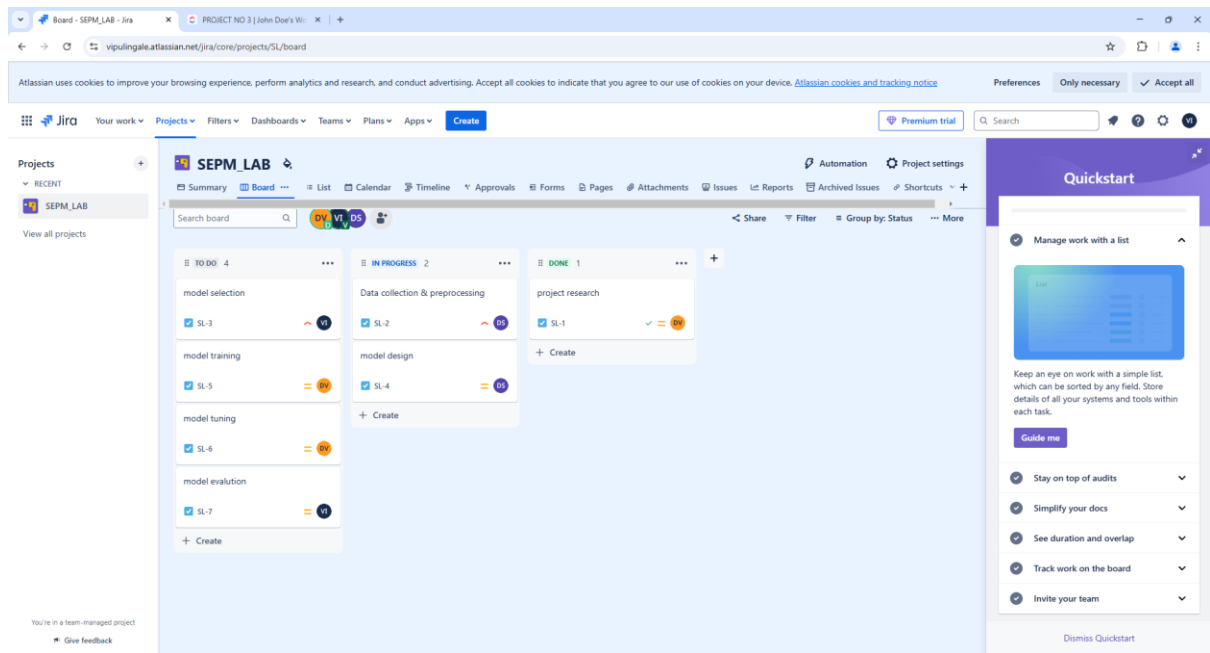 Board - SEPM_LAB - Jira
PROJECT NO 3 | John Doe's Wo
vipulingale.atlassian.net/jira/core/projects/SL/board
Atlassian uses cookies to improve your browsing experience, perform analytics and research, and conduct advertising. Accept all cookies to indicate that you agree to our use of cookies on your device. Atlassian cookies and tracking notice
Preferences Only necessary Accept all
Jira Your work Projects Filters Dashboards Teams Plans Apps Create Premium trial Search VI
Projects
RECENT
SEPM_LAB
View all projects
You're in a team-managed project
Give feedback
SEPM_LAB
Automation Project settings
Summary Board List Calendar Timeline Approvals Forms Pages Attachments Issues Reports Archived Issues Shortcuts
Search board DV D VI V DS
Share Filter Group by: Status More
TO DO 4
model selection
SL-3 VI
model training
SL-5 DV
model tuning
SL-6 DV
model evalution
SL-7 VI
+ Create
IN PROGRESS 2
Data collection & preprocessing
SL-2 DS
model design
SL-4 DS
+ Create
DONE 1
project research
SL-1 DV
+ Create
Quickstart
Manage work with a list
List
Keep an eye on work with a simple list,
which can be sorted by any field. Store
details of all your systems and tools within
each task.
Guide me
Stay on top of audits
Simplify your docs
See duration and overlap
Track work on the board
Invite your team
Dismiss Quickstart